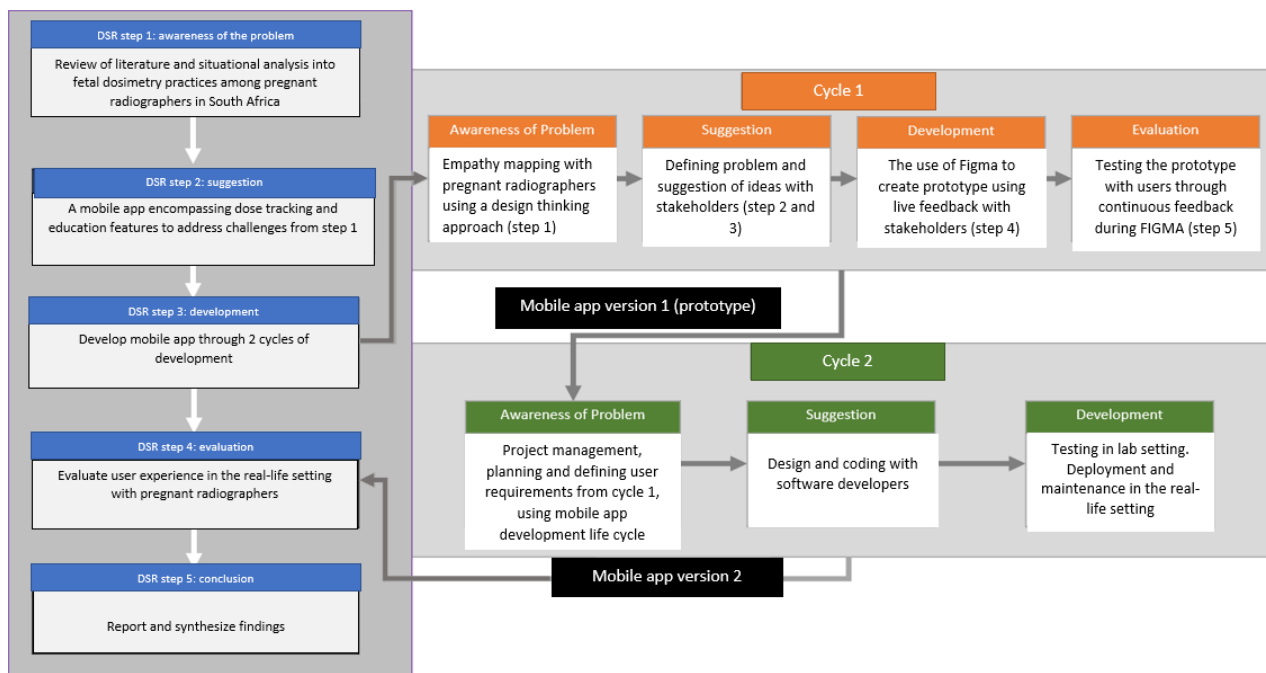 DSR step 1: awareness of the problem
Review of literature and situational analysis into
fetal dosimetry practices among pregnant
radiographers in South Africa
DSR step 2: suggestion
A mobile app encompassing dose tracking and
education features to address challenges from step 1
DSR step 3: development
Develop mobile app through 2 cycles of
development
DSR step 4: evaluation
Evaluate user experience in the real-life setting
with pregnant radiographers
DSR step 5: conclusion
Report and synthesize findings
Cycle 1
Awareness of Problem
Empathy mapping with
pregnant radiographers
using a design thinking
approach (step 1)
Suggestion
Defining problem and
suggestion of ideas with
stakeholders (step 2 and
3)
Development
The use of Figma to
create prototype using
live feedback with
stakeholders (step 4)
Evaluation
Testing the prototype
with users through
continuous feedback
during FIGMA (step 5)
Mobile app version 1 (prototype)
Cycle 2
Awareness of Problem
Project management,
planning and defining user
requirements from cycle 1,
using mobile app
development life cycle
Suggestion
Design and coding with
software developers
Development
Testing in lab setting.
Deployment and
maintenance in the real-
life setting
Mobile app version 2